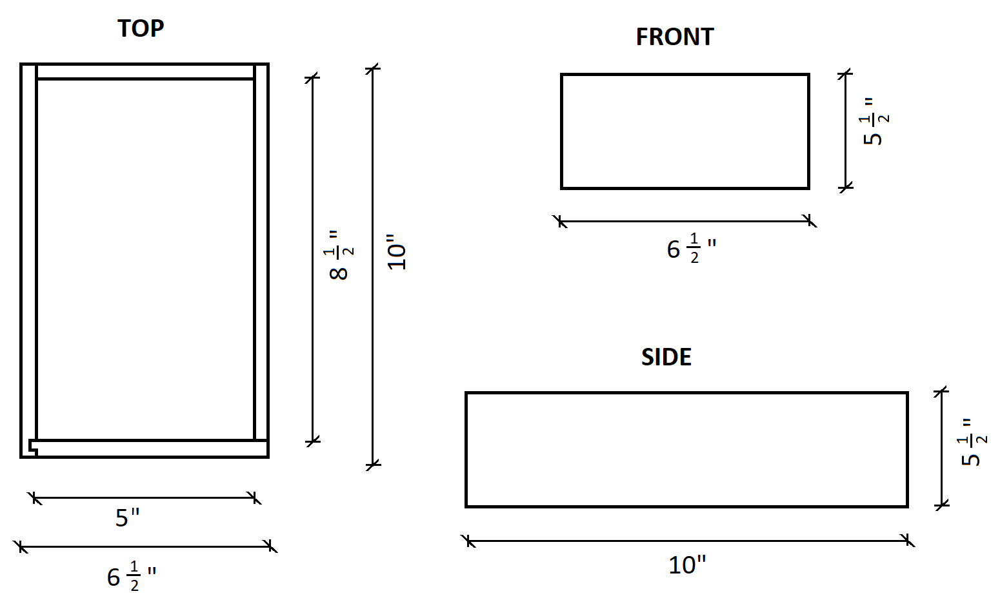 TOP
8 1/2 "
10"
5"
6 1/2 "
FRONT
5 1/2 "
6 1/2 "
SIDE
5 1/2 "
10"